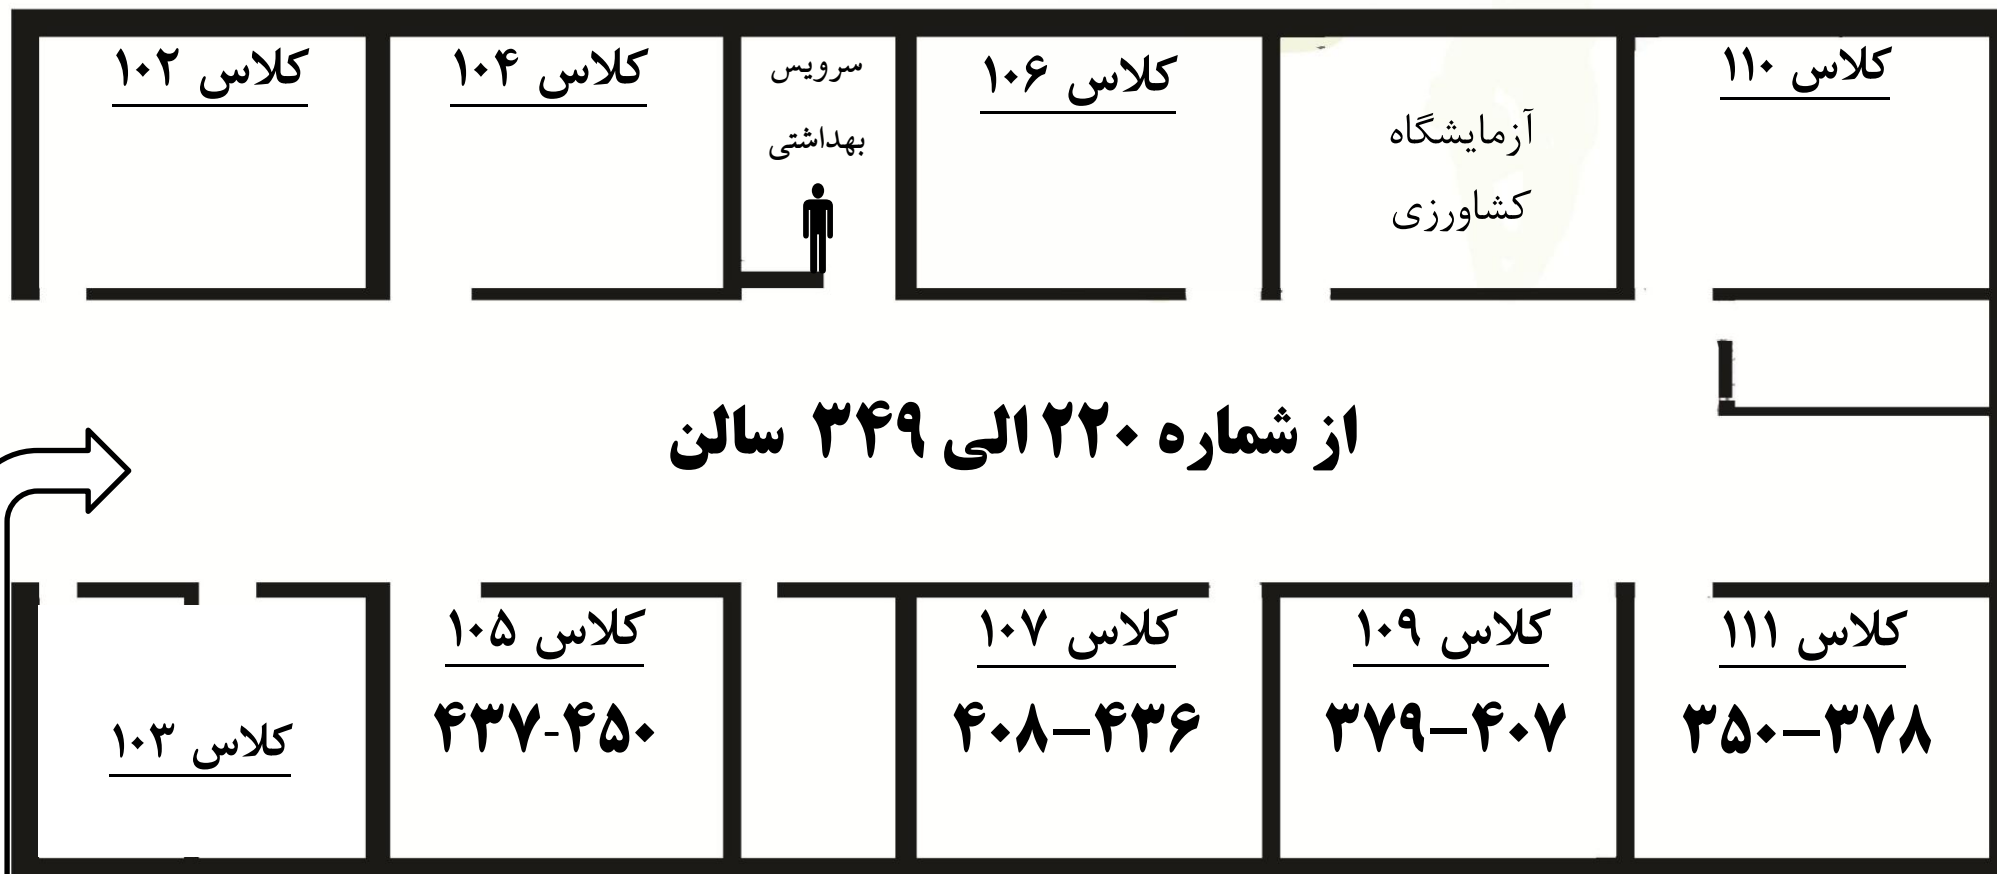 کلاس ۱۱۰
آزمایشگاه
کشاورزی
کلاس ۱۰۶
سرویس
بهداشتی
کلاس ۱۰۴
کلاس ۱۰۲
از شماره ۲۲۰ الی ۳۴۹ سالن
کلاس ۱۱۱
۳۵۰–۳۷۸
کلاس ۱۰۹
۳۷۹–۴۰۷
کلاس ۱۰۷
۴۰۸–۴۳۶
کلاس ۱۰۵
۴۳۷-۴۵۰
کلاس ۱۰۳